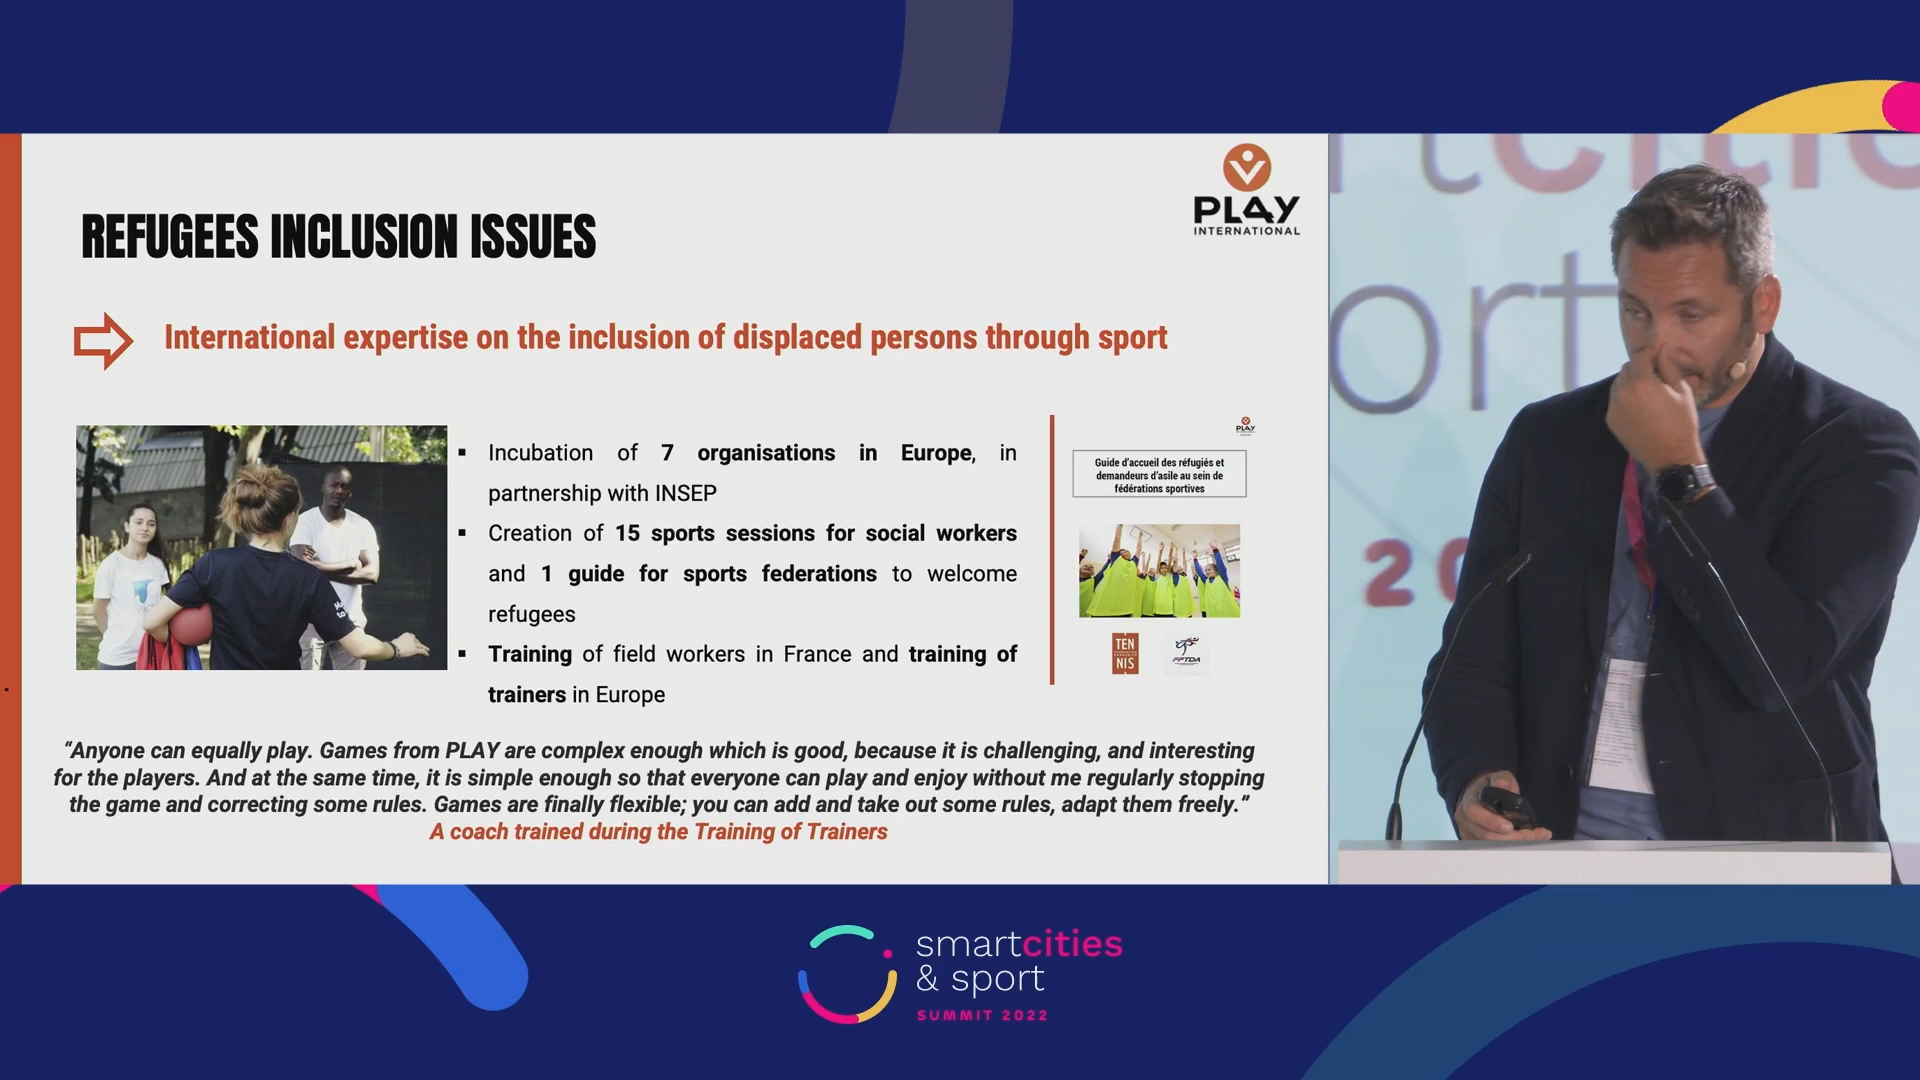 PLAY
INTERNATIONAL
REFUGEES INCLUSION ISSUES
International expertise on the inclusion of displaced persons through sport
▪ Incubation of 7 organisations in Europe, in
partnership with INSEP
▪ Creation of 15 sports sessions for social workers
and 1 guide for sports federations to welcome
refugees
▪ Training of field workers in France and training of
trainers in Europe
PLAY
Guide d'accueil des réfugiés et
demandeurs d'asile au sein de
fédérations sportives
TEN
NIS
FFTDA
“Anyone can equally play. Games from PLAY are complex enough which is good, because it is challenging, and interesting
for the players. And at the same time, it is simple enough so that everyone can play and enjoy without me regularly stopping
the game and correcting some rules. Games are finally flexible; you can add and take out some rules, adapt them freely.”
A coach trained during the Training of Trainers
ort
20
smartcities
& sport
SUMMIT 2022